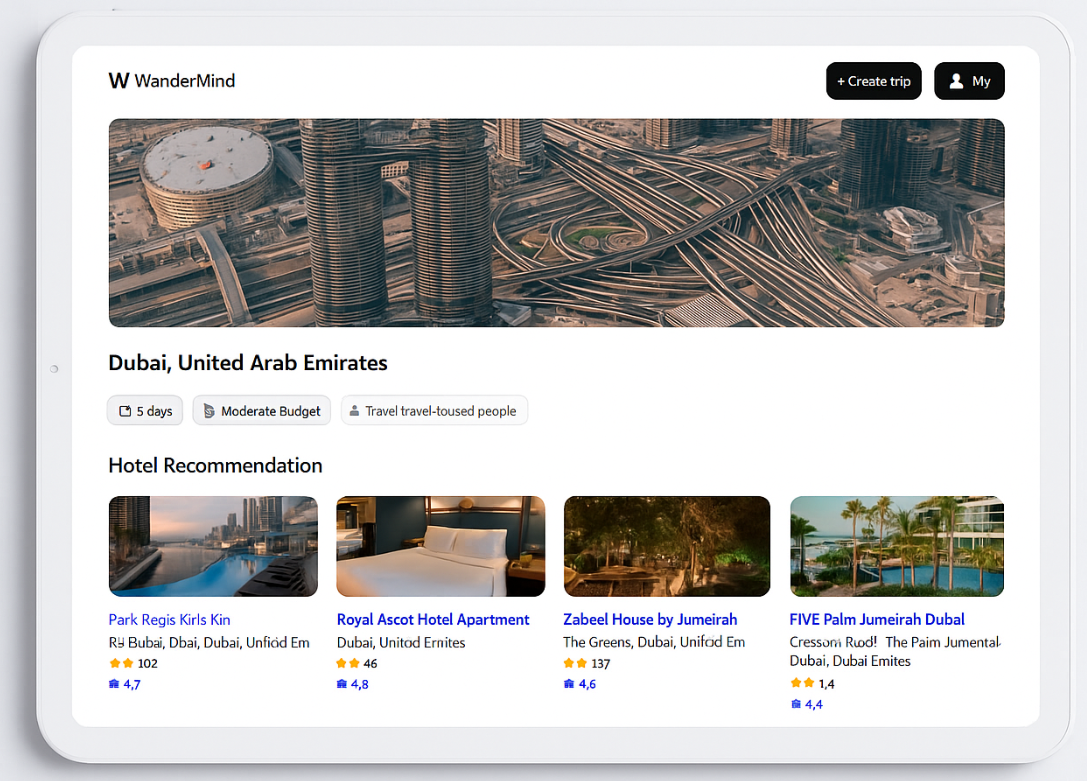 W WanderMind
+ Create trip
My
Dubai, United Arab Emirates
5 days
Moderate Budget
Travel travel-toused people
Hotel Recommendation
Park Regis Kirls Kin
Bubai, Dbai, Dubai, Unficid Em
102
4,7
Royal Ascot Hotel Apartment
Dubai, Unitod Emites
46
4,8
Zabeel House by Jumeirah
The Greens, Dubai, Unifcid Em
137
4,6
FIVE Palm Jumeirah Dubal
Cressom Rod! The Paim Jumental
Dubai, Dubai Emites
1,4
4,4